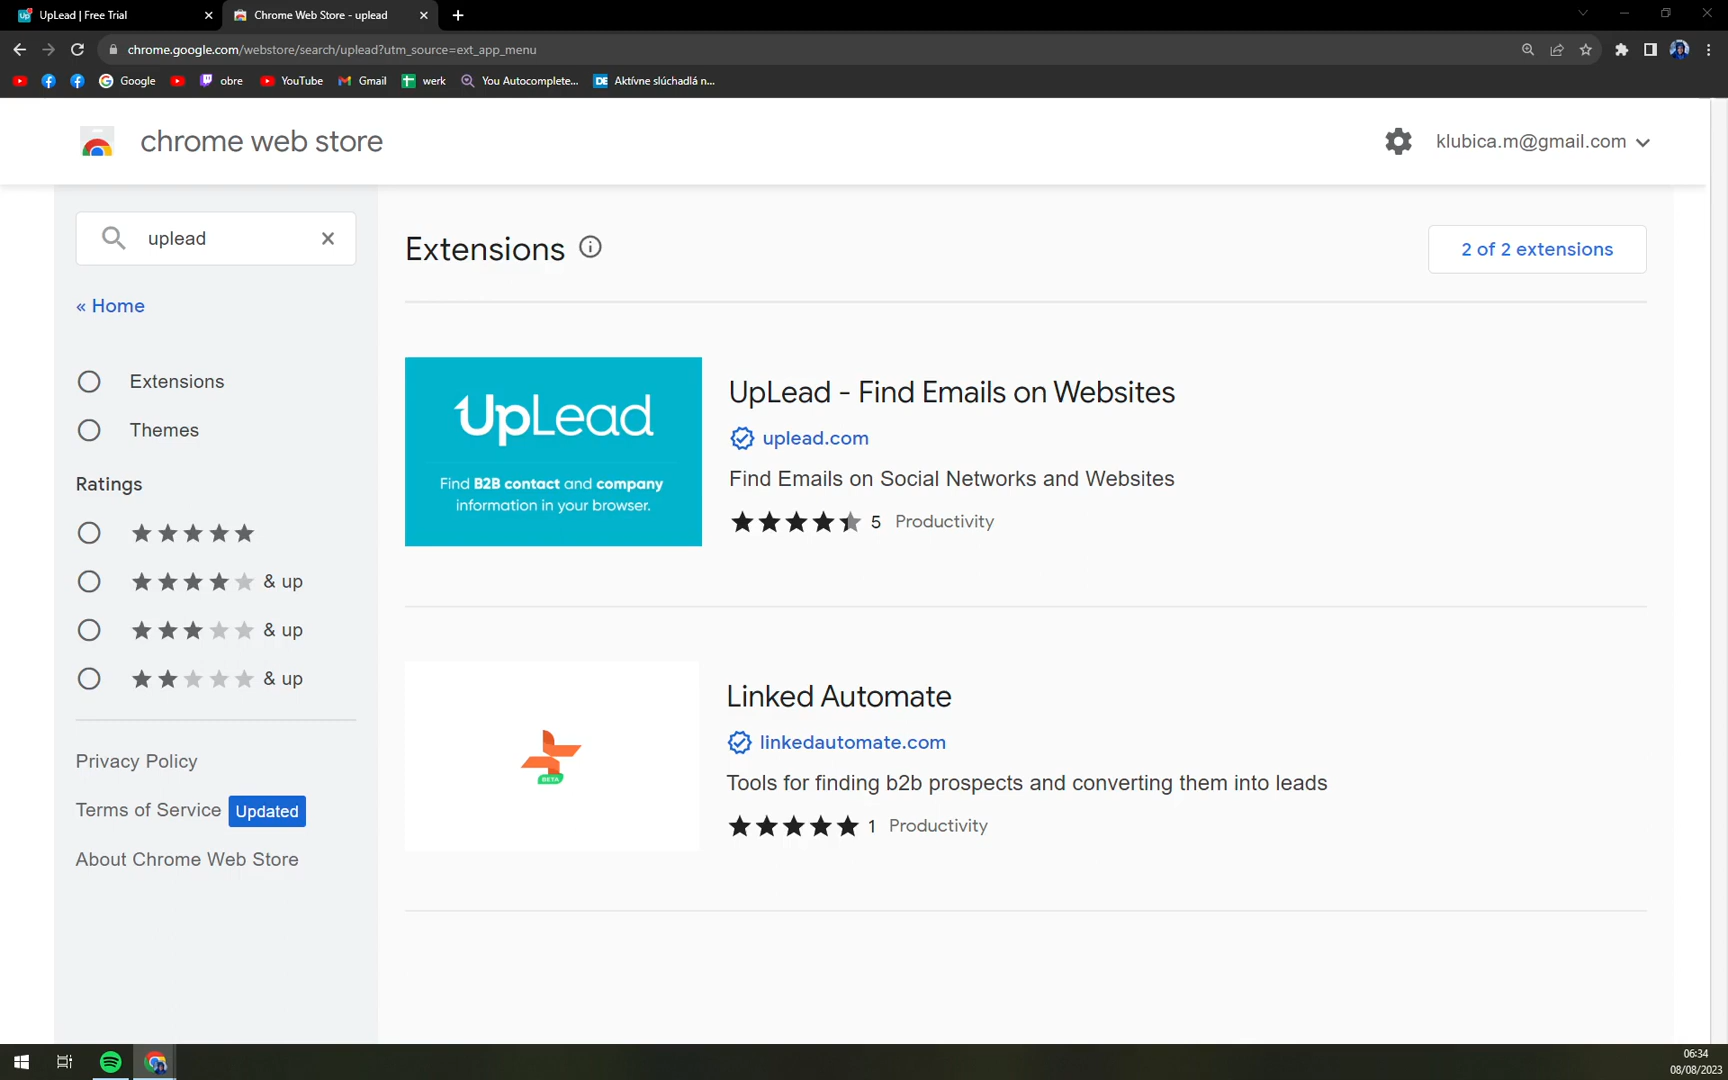 UpLead | Free Trial
Chrome Web Store - uplead
chrome.google.com/webstore/search/uplead?utm_source=ext_app_menu
Google
obre
YouTube
Gmail
werk
You Autocomplete...
DE
Aktívne slúchadlá n...
chrome web store
klubica.m@gmail.com
uplead
« Home
Extensions
Themes
Ratings
& up
& up
& up
Privacy Policy
Terms of Service Updated
About Chrome Web Store
Extensions
2 of 2 extensions
UpLead
Find B2B contact and company
information in your browser.
UpLead - Find Emails on Websites
uplead.com
Find Emails on Social Networks and Websites
5 Productivity
BETA
Linked Automate
linkedautomate.com
Tools for finding b2b prospects and converting them into leads
1 Productivity
06:34
08/08/2023